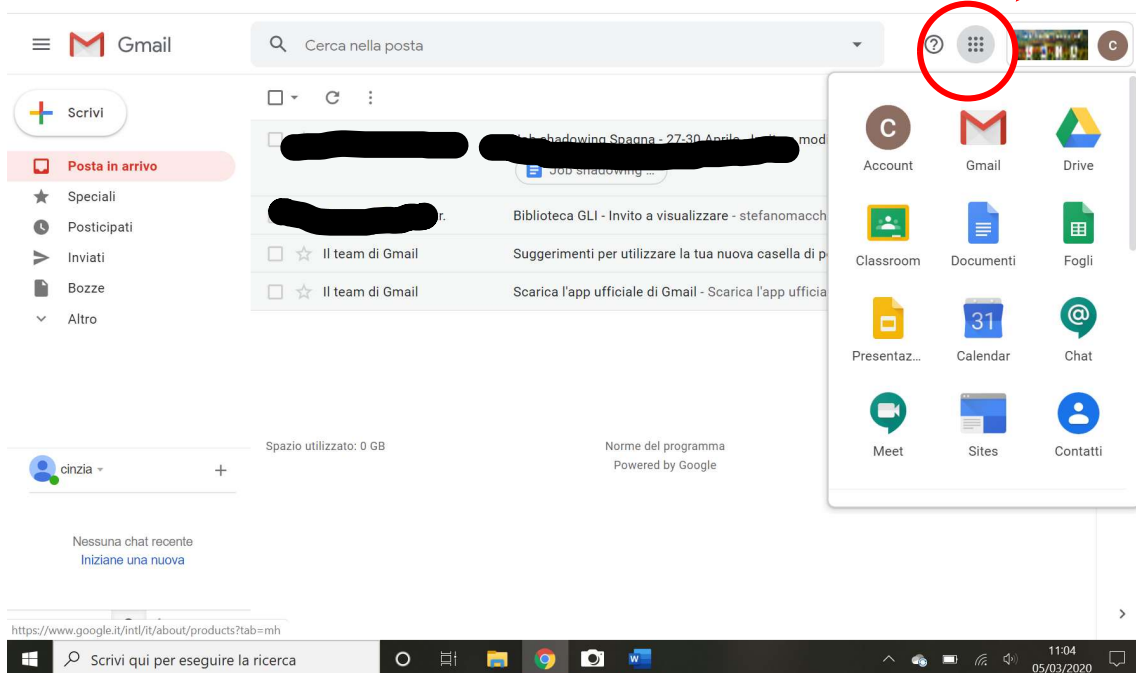 Gmail
Cerca nella posta
C
Scrivi
Posta in arrivo
Speciali
Posticipati
Inviati
Bozze
Altro
Job shadowing Spagna - 27-30 Aprile mod
Job shadowing ...
r. Biblioteca GLI - Invito a visualizzare - stefanomacch
Il team di Gmail Suggerimenti per utilizzare la tua nuova casella di p
Il team di Gmail Scarica l'app ufficiale di Gmail - Scarica l'app ufficia
C
Account Gmail Drive
Classroom Documenti Fogli
31
Presentaz... Calendar Chat
Meet Sites Contatti
Spazio utilizzato: 0 GB
Norme del programma
Powered by Google
cinzia
Nessuna chat recente
Iniziane una nuova
https://www.google.it/intl/it/about/products?tab=mh
Scrivi qui per eseguire la ricerca
11:04
05/03/2020